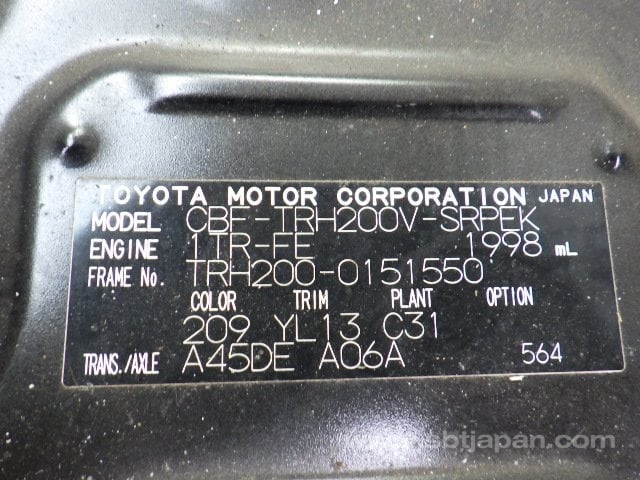 TOYOTA MOTOR CORPORATION JAPAN
MODEL CBF-TRH200V-SRPEK
ENGINE 1TR-FE 1998 mL
FRAME No. TRH200-0151550
COLOR TRIM PLANT OPTION
209 YL13 C31
TRANS./AXLE A45DE A06A 564
www.sbtjapan.com